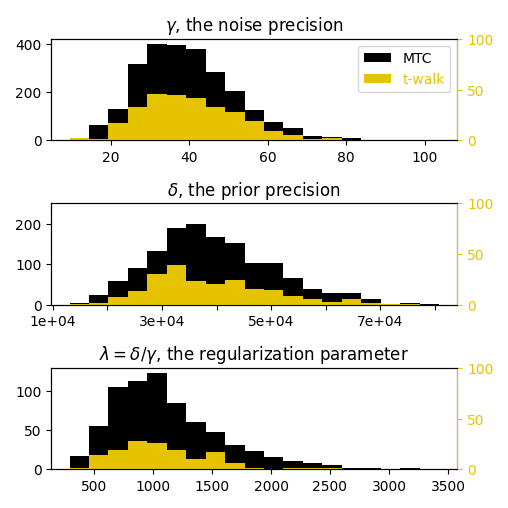 γ, the noise precision
400
200
0
100
50
0
MTC
t-walk
20 40 60 80 100
δ, the prior precision
200
100
0
100
50
0
1e+04 3e+04 5e+04 7e+04
λ = δ/γ, the regularization parameter
100
50
0
100
50
0
500 1000 1500 2000 2500 3000 3500